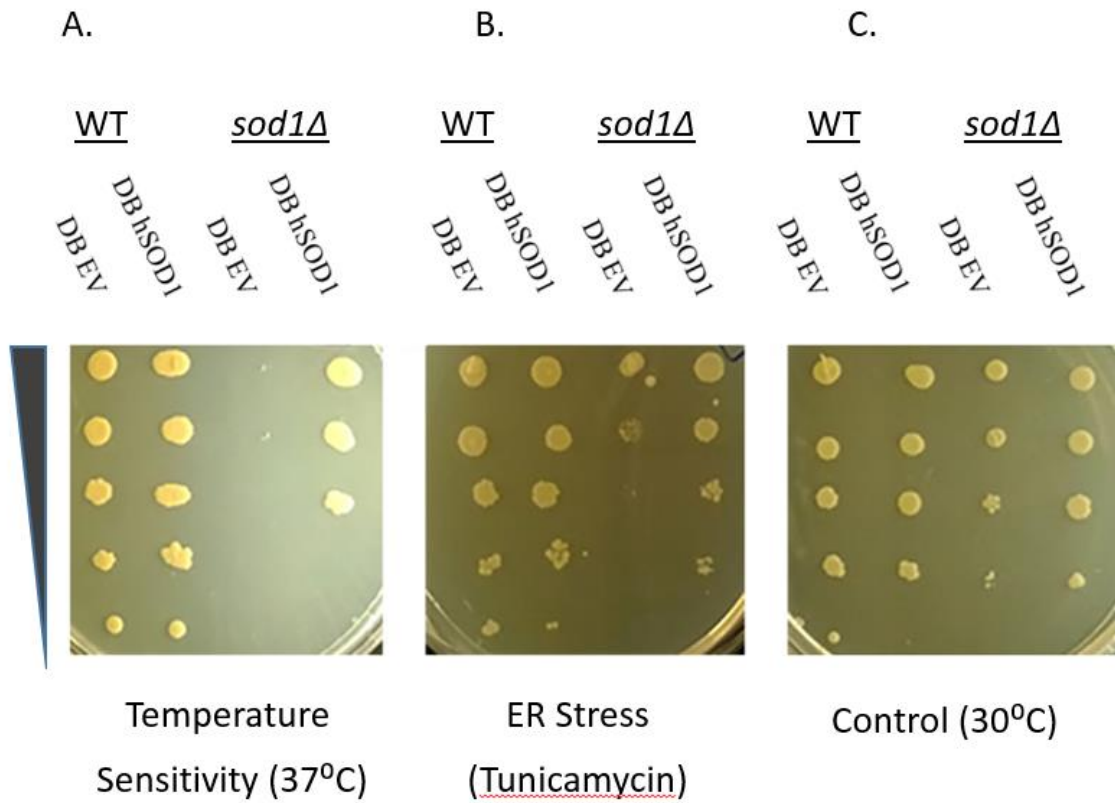 A. B. C.
WT sod1Δ WT sod1Δ WT sod1Δ
DB EV DB hSOD1 DB EV DB hSOD1 DB EV DB hSOD1 DB EV DB hSOD1 DB EV DB hSOD1 DB EV DB hSOD1
Temperature ER Stress Control (30⁰C)
Sensitivity (37⁰C) (Tunicamycin)